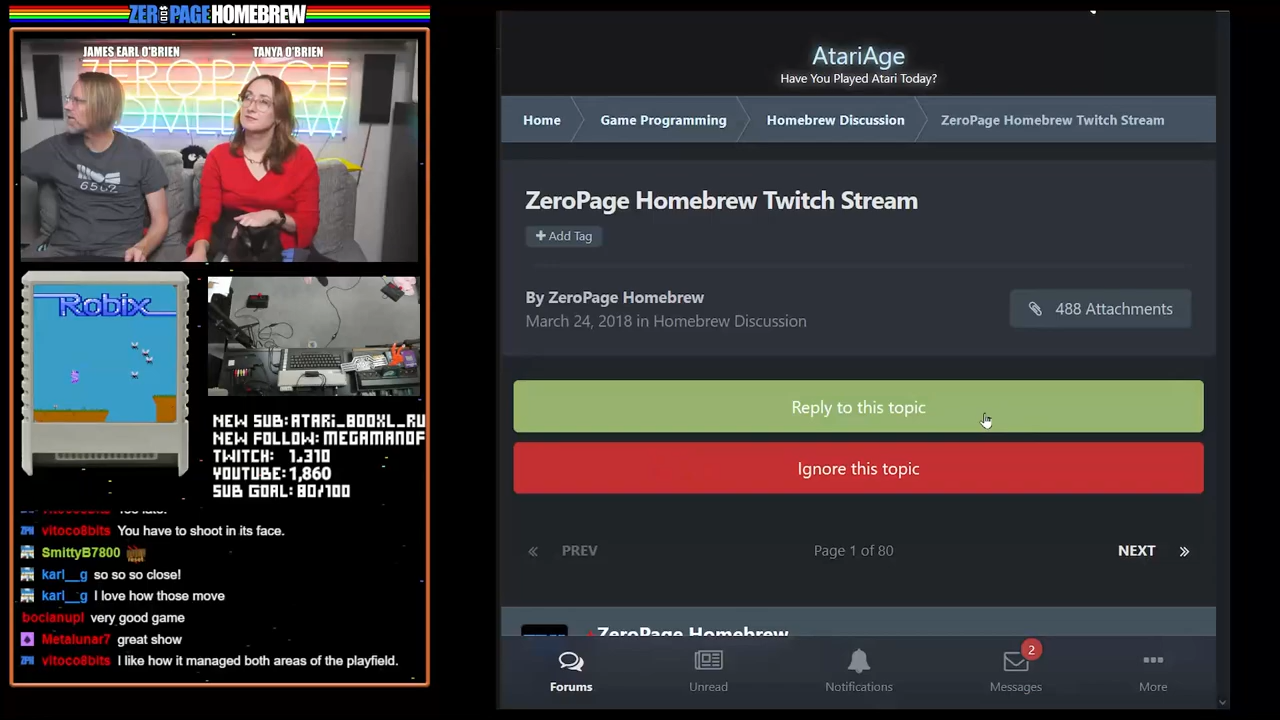 ZEROPAGE HOMEBREW
JAMES EARL O'BRIEN
TANYA O'BRIEN
ZEROPAGE
HOMEBREW
6502
Robix
NEW SUB: ATARI_800XL_RU
NEW FOLLOW: MEGAMANOF
TWITCH: 1,310
YOUTUBE: 1,860
SUB GOAL: 80/100
vitoco8bits You have to shoot in its face.
SmittyB7800
karl__g so so so close!
karl__g I love how those move
bocianupl very good game
Metalunar7 great show
vitoco8bits I like how it managed both areas of the playfield.
AtariAge
Have You Played Atari Today?
Home
Game Programming
Homebrew Discussion
ZeroPage Homebrew Twitch Stream
ZeroPage Homebrew Twitch Stream
+ Add Tag
By ZeroPage Homebrew
March 24, 2018 in Homebrew Discussion
488 Attachments
Reply to this topic
Ignore this topic
« PREV
Page 1 of 80
NEXT »
ZeroPage Homebrew
Forums
Unread
Notifications
2
Messages
More